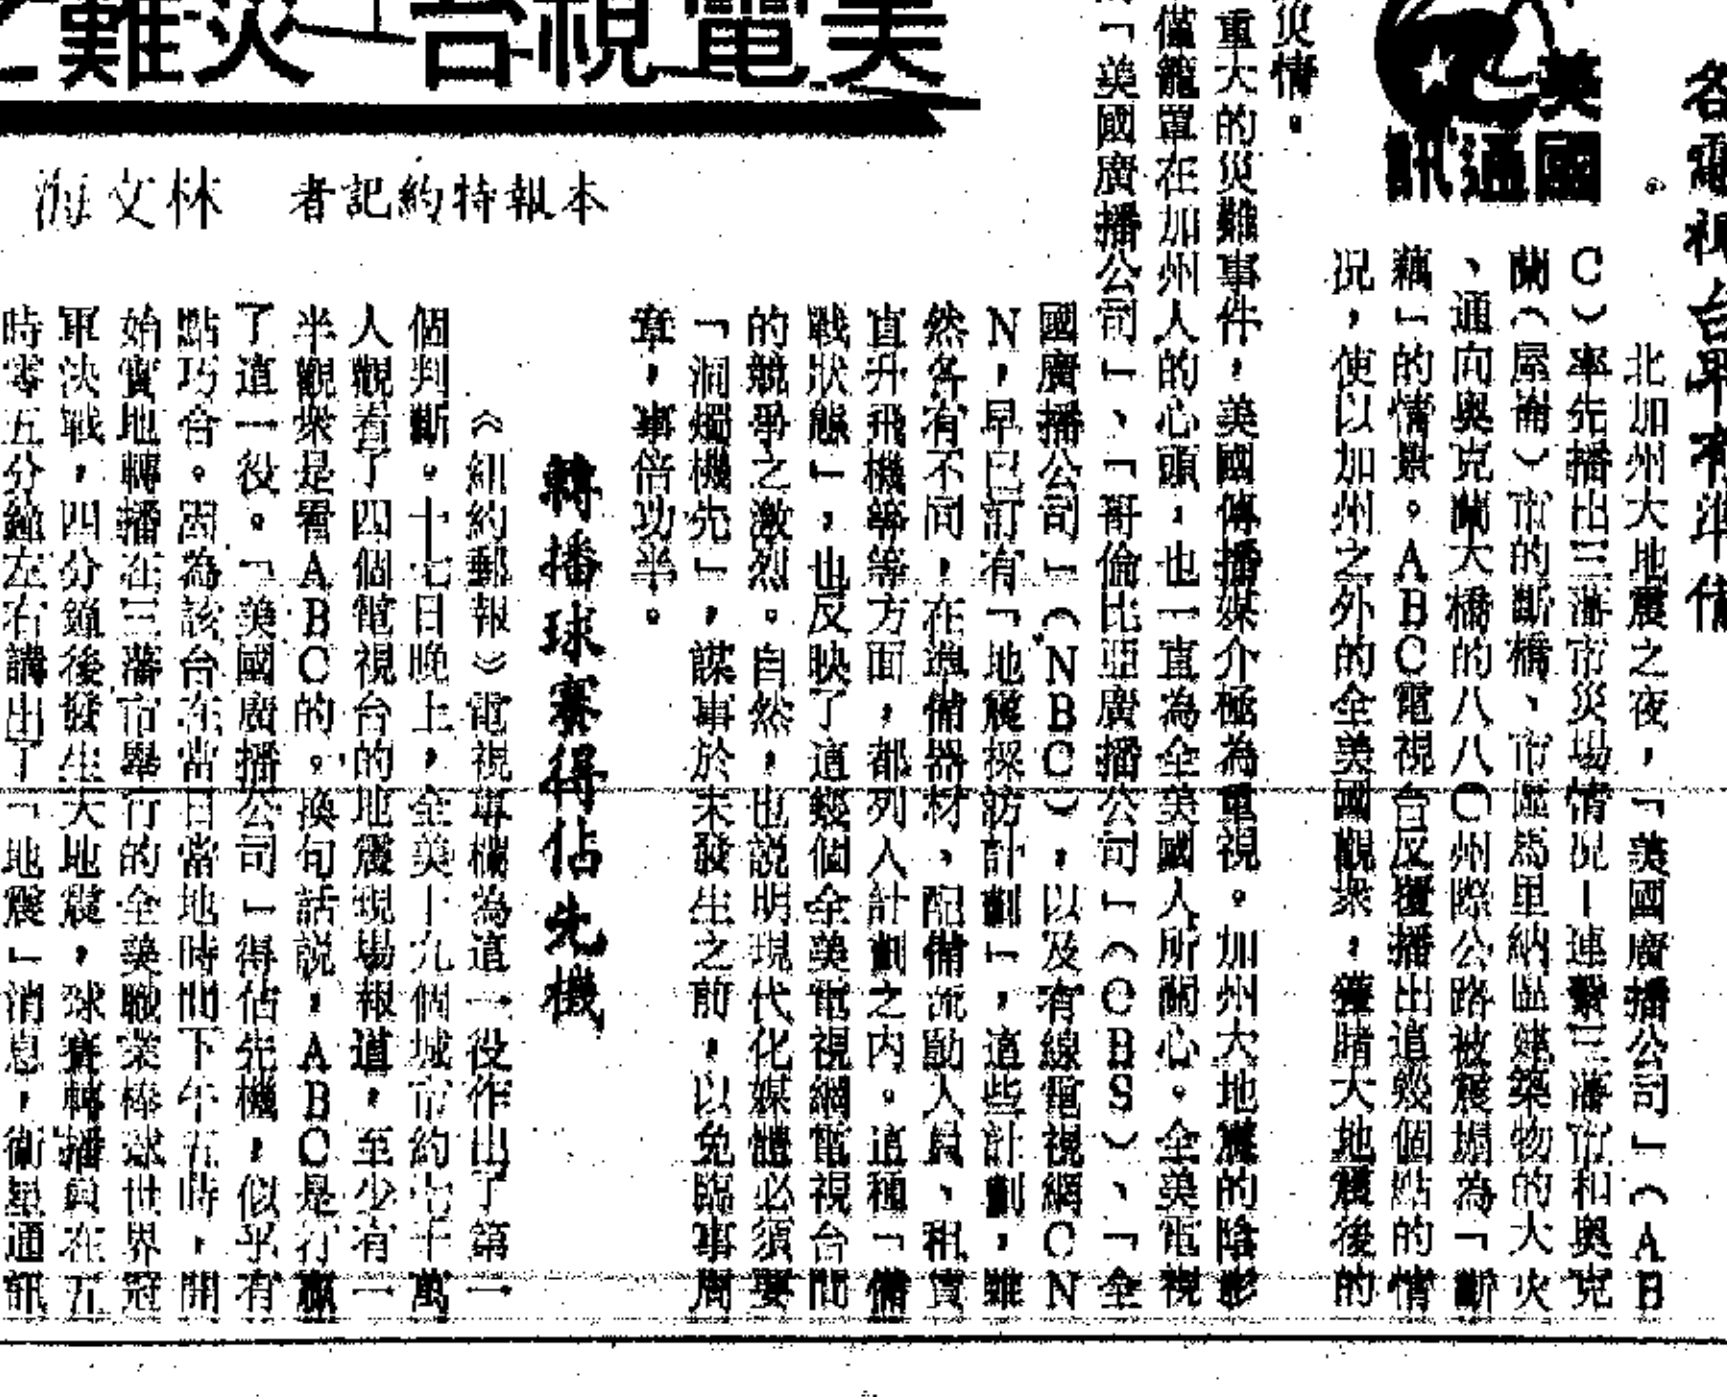 美電視台 災難之
本報特約記者 林文海
美國
通訊
各電視台早有準備
北加州大地震之夜，「美國廣播公司」（AB
C）率先播出三藩市災場情況－連繫三藩市和奧克
蘭（屋崙）市的斷橋、市區馬里納區建築物的大火
、通向奧克蘭大橋的八八〇州際公路被震塌為「斷
藕」的情景。ABC電視台反覆播出這幾個點的情
況，使以加州之外的全美國觀衆，獲睹大地震後的
災情。
重大的災難事件，美國傳播媒介極為重視。加州大地震的陰影
僅籠罩在加州人的心頭，也一直為全美國人所關心。全美電視
「美國廣播公司」、「哥倫比亞廣播公司」（CBS）、「全
國廣播公司」（NBC），以及有線電視網CN
N，早已訂有「地震採訪計劃」，這些計劃，雖
然各有不同，在進備器材、配備流動人員、租賃
直升飛機等等方面，都列入計劃之內。這種「備
戰狀態」，也反映了這幾個全美電視網電視台間
的競爭之激烈。自然，也說明現代化媒體必須要
「洞燭機先」，謀事於未發生之前，以免臨事周
章，事倍功半。
轉播球賽得佔先機
《紐約郵報》電視專欄為這一役作出了第一
個判斷。十七日晚上，全美十九個城市約七千萬
人觀看了四個電視台的地震現場報道，至少有一
半觀衆是看ABC的。換句話說，ABC是打贏
了這一役。「美國廣播公司」得佔先機，似乎有
點巧合。因為該台在當日當地時間下午五時，開
始實地轉播在三藩市舉行的全美職業棒球世界冠
軍決戰，四分鐘後發生大地震，球賽轉播員在五
時零五分鐘左右講出了「地震」消息，衛星通訊